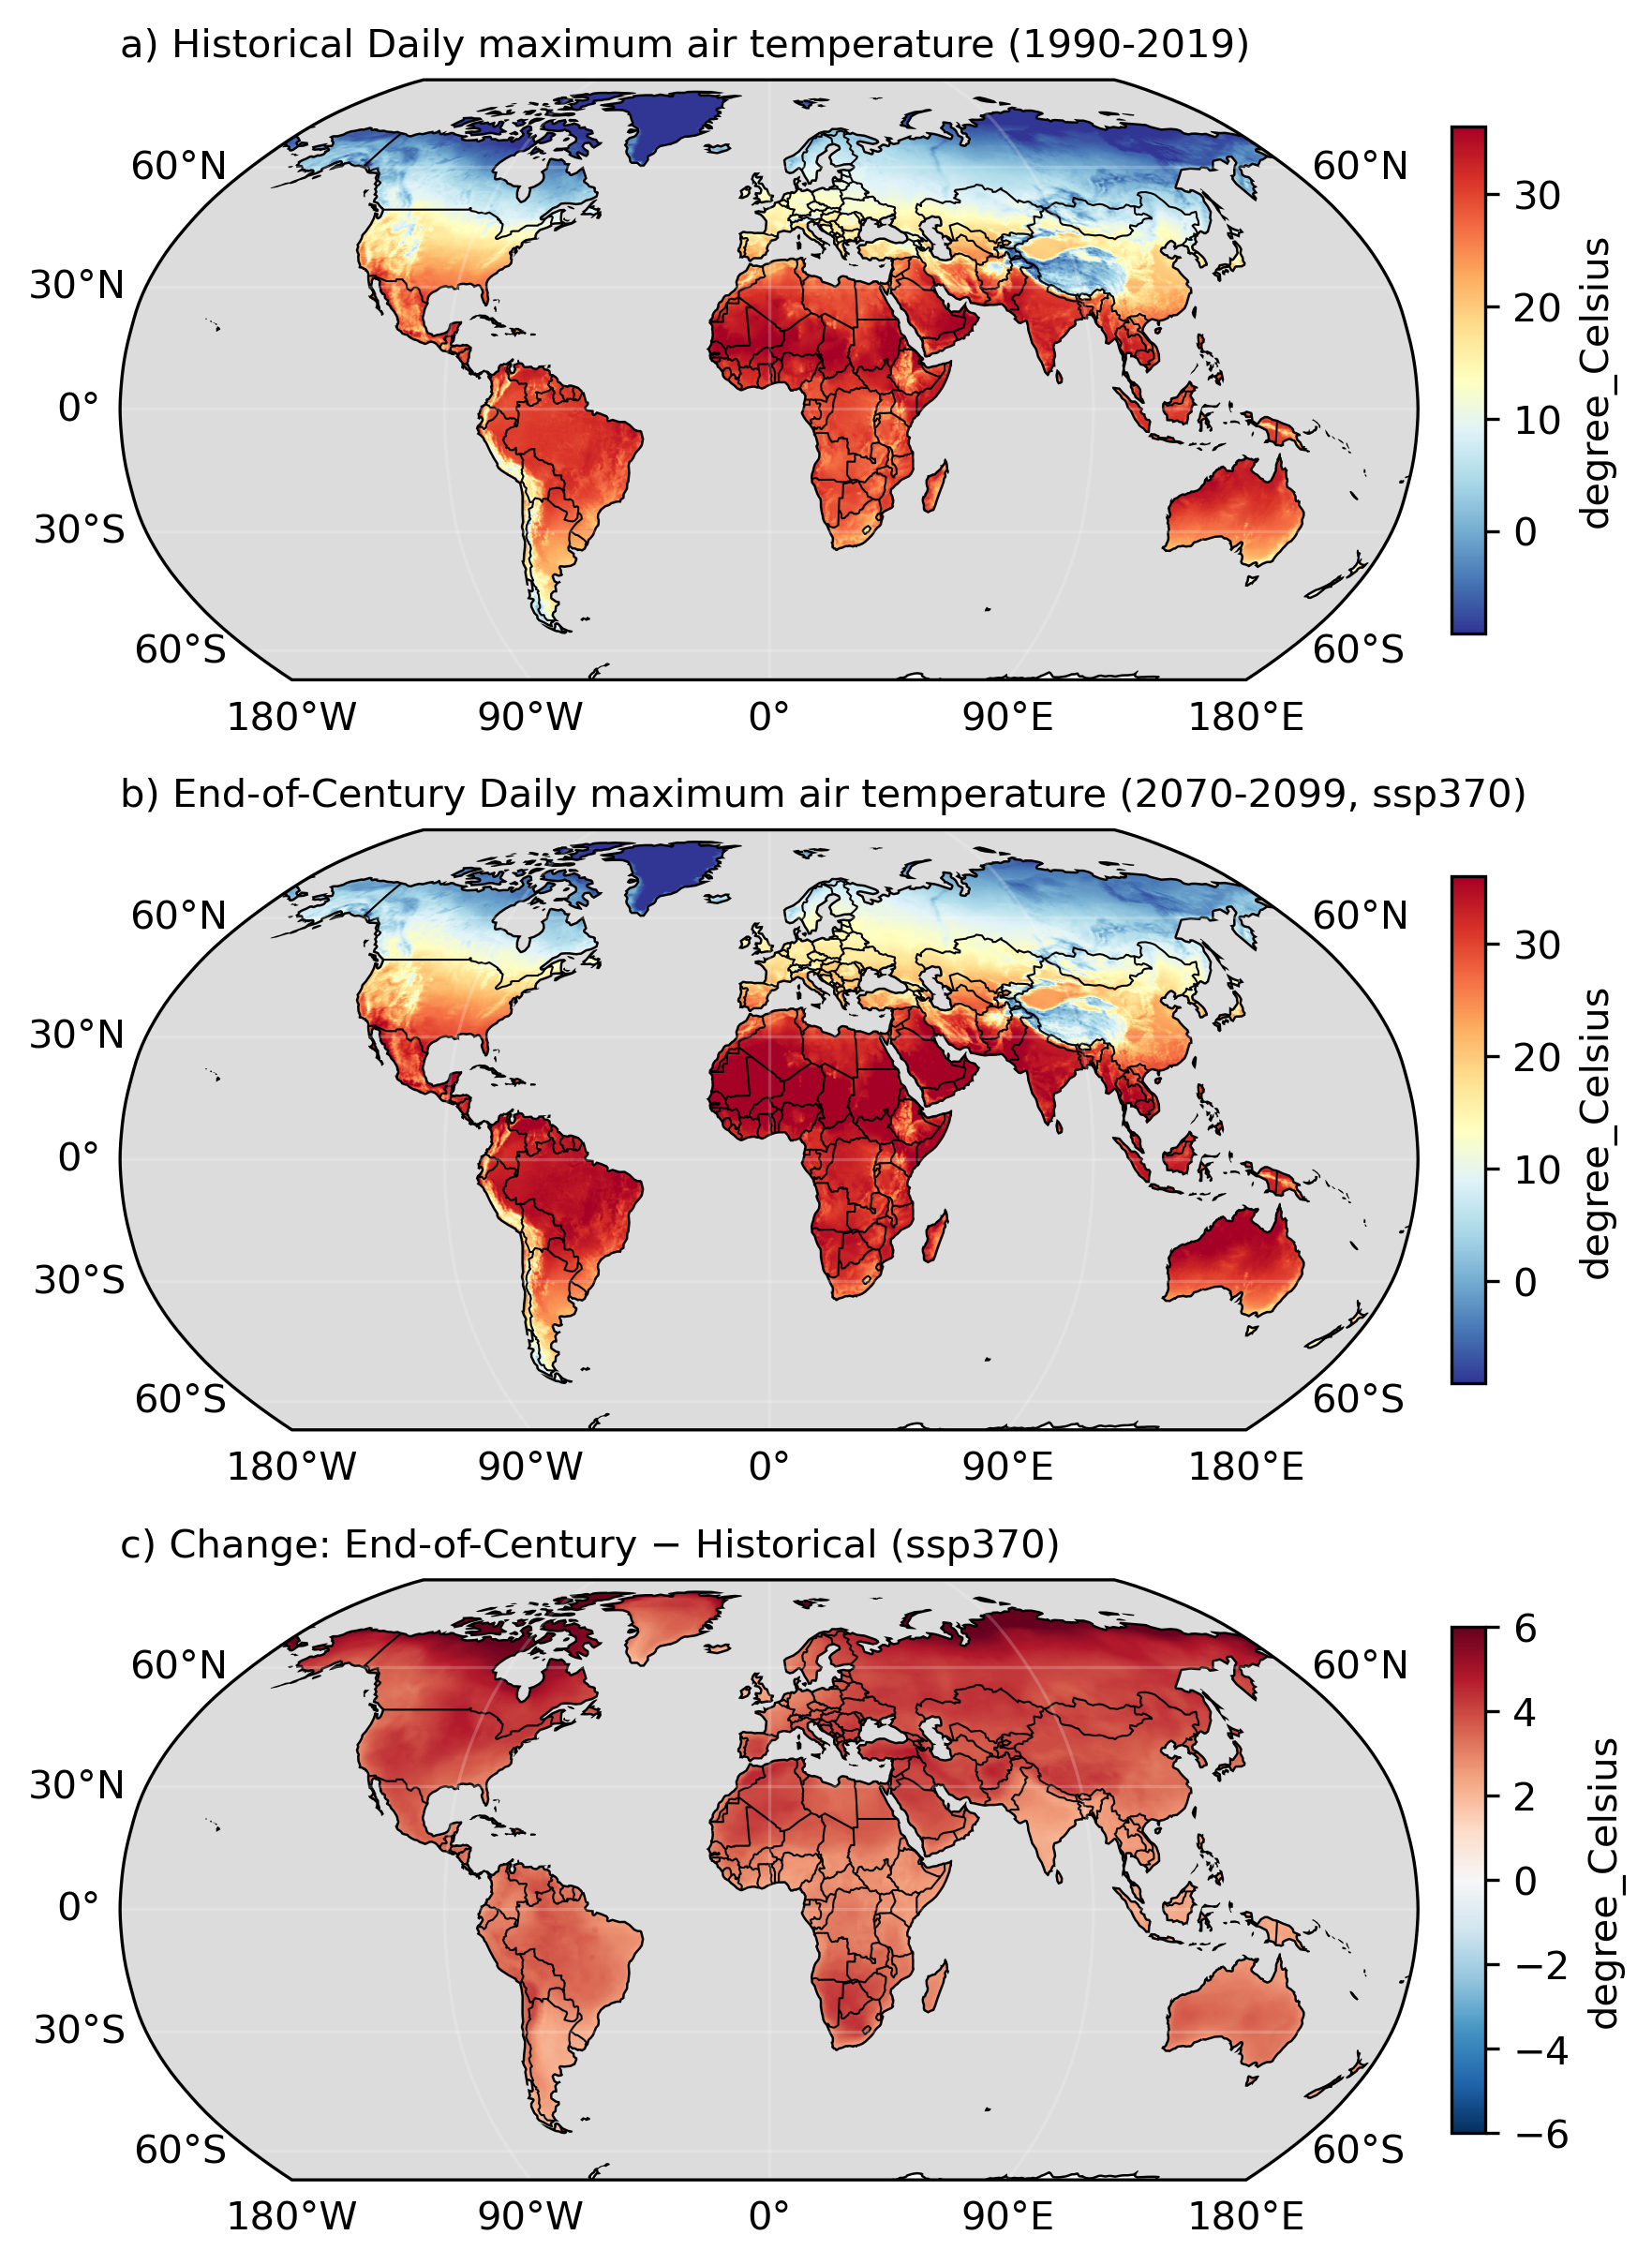 a) Historical Daily maximum air temperature (1990-2019)
60°N
60°N
30°N
0°
30°S
60°S
60°S
180°W 90°W 0° 90°E 180°E
30
20
10
0
degree_Celsius
b) End-of-Century Daily maximum air temperature (2070-2099, ssp370)
60°N
60°N
30°N
0°
30°S
60°S
60°S
180°W 90°W 0° 90°E 180°E
30
20
10
0
degree_Celsius
c) Change: End-of-Century − Historical (ssp370)
60°N
60°N
30°N
0°
30°S
60°S
60°S
180°W 90°W 0° 90°E 180°E
6
4
2
0
−2
−4
−6
degree_Celsius